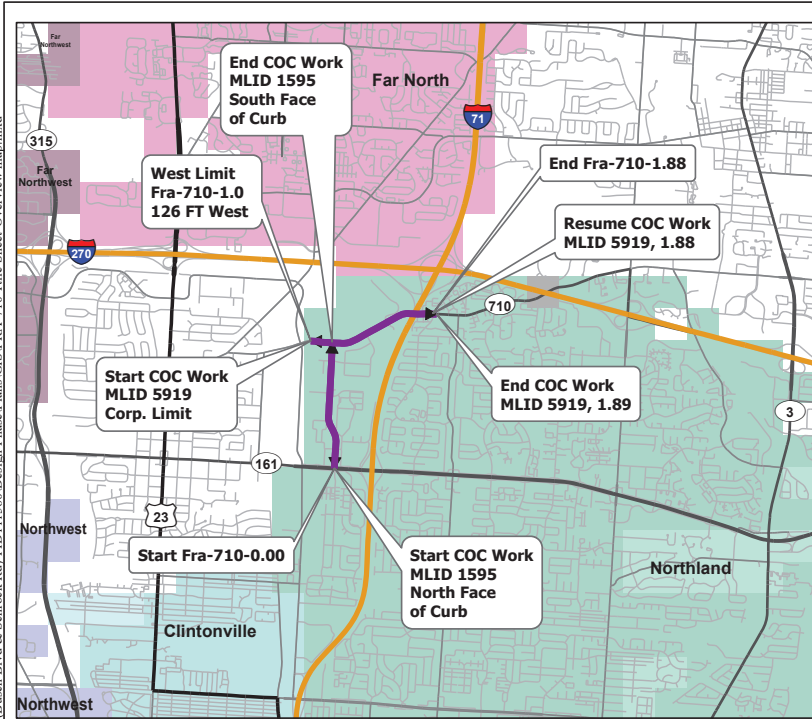 Far
Northwest
End COC Work
MLID 1595
South Face
of Curb
Far North
71
315
Far
Northwest
West Limit
Fra-710-1.0
126 FT West
End Fra-710-1.88
Resume COC Work
MLID 5919, 1.88
270
710
Start COC Work
MLID 5919
Corp. Limit
End COC Work
MLID 5919, 1.89
3
161
23
Northwest
Start Fra-710-0.00
Start COC Work
MLID 1595
North Face
of Curb
Northland
Clintonville
Northwest